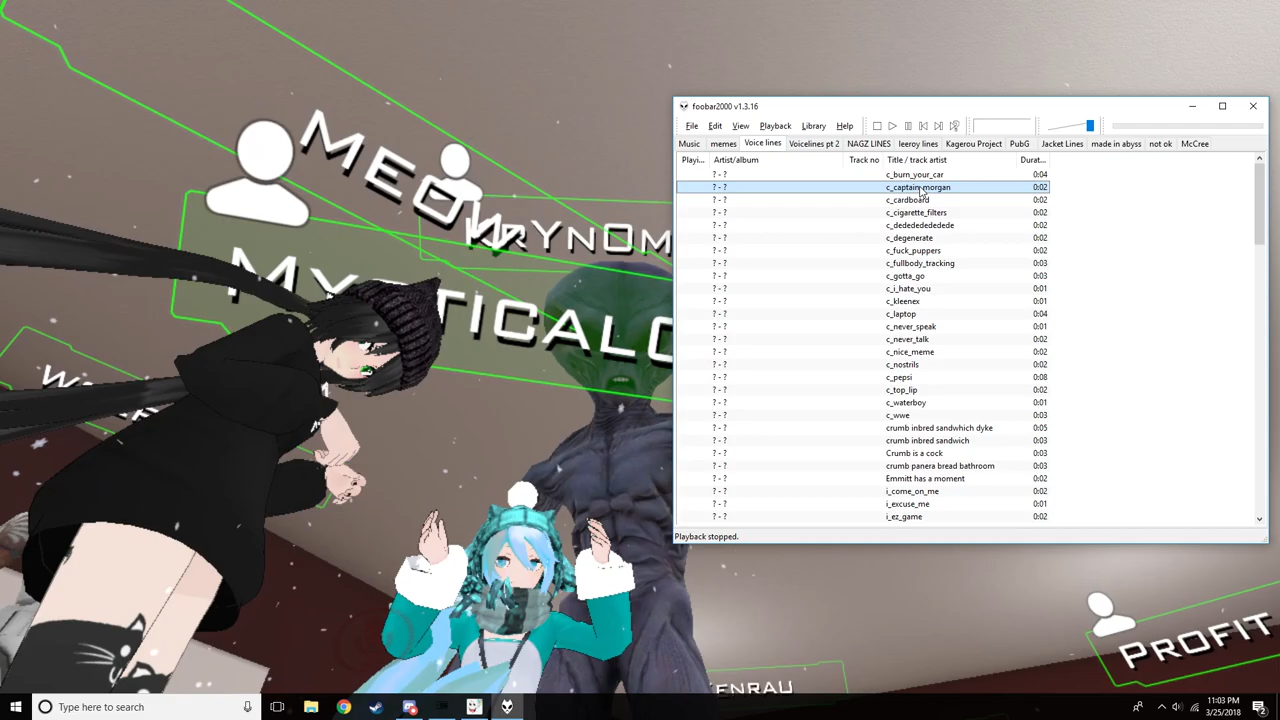 MEOW
KRYNOM
MYSTICALO
PROFIT
ENRAU
foobar2000 v1.3.16
File Edit View Playback Library Help
Music memes Voice lines Voicelines pt 2 NAGZ LINES leeroy lines Kagerou Project PubG Jacket Lines made in abyss not ok McCree
Playi... Artist/album Track no Title / track artist Durat...
? - ? c_burn_your_car 0:04
? - ? c_captain_morgan 0:02
? - ? c_cardboard 0:02
? - ? c_cigarette_filters 0:02
? - ? c_dededededede 0:02
? - ? c_degenerate 0:02
? - ? c_fuck_puppers 0:02
? - ? c_fullbody_tracking 0:03
? - ? c_gotta_go 0:03
? - ? c_i_hate_you 0:01
? - ? c_kleenex 0:01
? - ? c_laptop 0:04
? - ? c_never_speak 0:01
? - ? c_never_talk 0:02
? - ? c_nice_meme 0:02
? - ? c_nostrils 0:02
? - ? c_pepsi 0:08
? - ? c_top_lip 0:02
? - ? c_waterboy 0:01
? - ? c_wwe 0:03
? - ? crumb inbred sandwhich dyke 0:05
? - ? crumb inbred sandwich 0:03
? - ? Crumb is a cock 0:03
? - ? crumb panera bread bathroom 0:03
? - ? Emmitt has a moment 0:02
? - ? i_come_on_me 0:02
? - ? i_excuse_me 0:01
? - ? i_ez_game 0:02
Playback stopped.
Type here to search
11:03 PM
3/25/2018
2